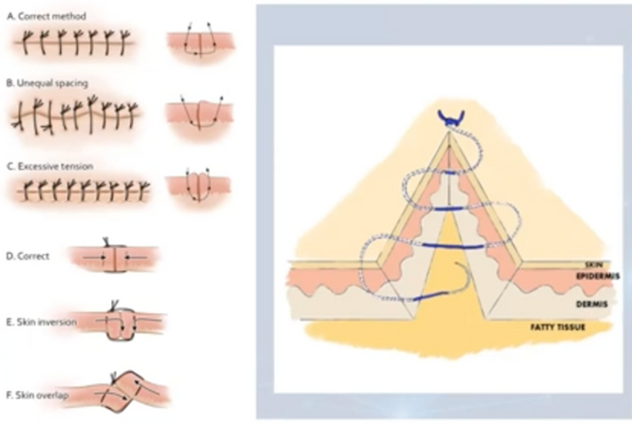 A. Correct method
B. Unequal spacing
C. Excessive tension
D. Correct
E. Skin inversion
F. Skin overlap
SKIN
EPIDERMIS
DERMIS
FATTY TISSUE